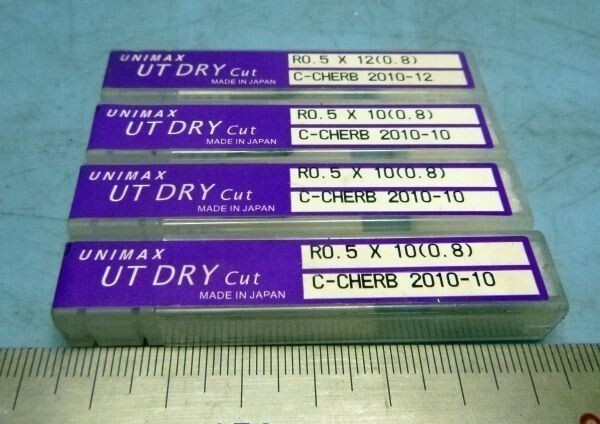 UNIMAX
UT DRY Cut
MADE IN JAPAN
R0.5 X 12(0.8)
C-CHERB 2010-12
UNIMAX
UT DRY Cut
MADE IN JAPAN
R0.5 X 10(0.8)
C-CHERB 2010-10
UNIMAX
UT DRY Cut
MADE IN JAPAN
R0.5 X 10(0.8)
C-CHERB 2010-10
UNIMAX
UT DRY Cut
MADE IN JAPAN
R0.5 X 10(0.8)
C-CHERB 2010-10